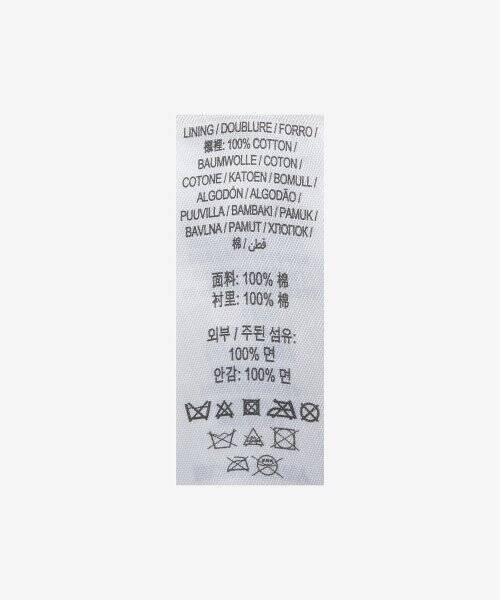 LINING / DOUBLURE / FORRO /
襯裡: 100% COTTON /
BAUMWOLLE / COTON /
COTONE / KATOEN / BOMULL /
ALGODÓN / ALGODÃO /
PUUVILLA / BAMBAKI / PAMUK /
BAVLNA / PAMUT / ХЛОПОК /
棉 / قطن
面料: 100% 棉
衬里: 100% 棉
외부 / 주된 섬유:
100% 면
안감: 100% 면